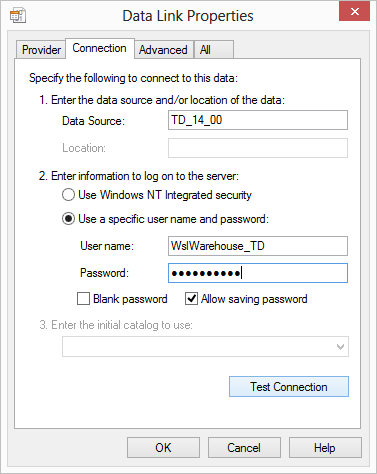 Data Link Properties
Provider Connection Advanced All
Specify the following to connect to this data:
1. Enter the data source and/or location of the data:
Data Source: TD_14_00
Location:
2. Enter information to log on to the server:
Use Windows NT Integrated security
Use a specific user name and password:
User name: WslWarehouse_TD
Password: ●●●●●●●●●●
Blank password Allow saving password
3. Enter the initial catalog to use:
Test Connection
OK Cancel Help